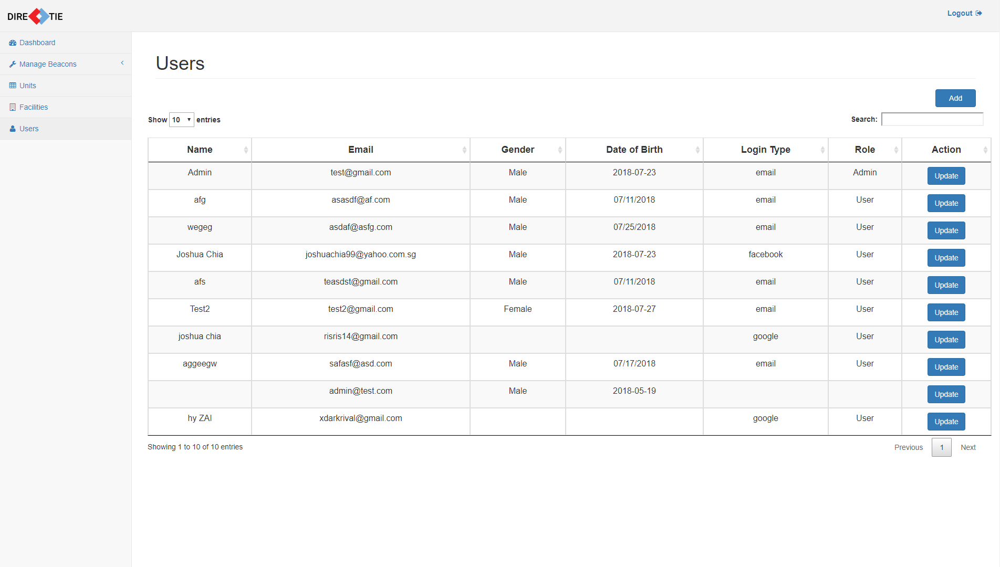 DIRE TIE
Logout
Dashboard
Manage Beacons
Units
Facilities
Users
Users
Add
Show 10 entries
Search:
Name Email Gender Date of Birth Login Type Role Action
Admin test@gmail.com Male 2018-07-23 email Admin Update
afg asasdf@af.com Male 07/11/2018 email User Update
wegeg asdaf@asfg.com Male 07/25/2018 email User Update
Joshua Chia joshuachia99@yahoo.com.sg Male 2018-07-23 facebook User Update
afs teasdst@gmail.com Male 07/11/2018 email User Update
Test2 test2@gmail.com Female 2018-07-27 email User Update
joshua chia risris14@gmail.com google User Update
aggeegw safasf@asd.com Male 07/17/2018 email User Update
admin@test.com Male 2018-05-19 Update
hy ZAI xdarkrival@gmail.com google User Update
Showing 1 to 10 of 10 entries
Previous 1 Next